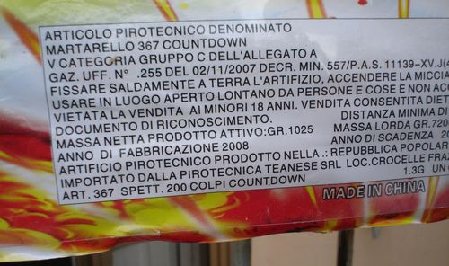 ARTICOLO PIROTECNICO DENOMINATO
MARTARELLO 367 COUNTDOWN
V CATEGORIA GRUPPO C DELL'ALLEGATO A
GAZ. UFF. N° .255 DEL 02/11/2007 DECR. MIN. 557/P.A.S. 11139-XV.J(4
FISSARE SALDAMENTE A TERRA L'ARTIFIZIO, ACCENDERE LA MICCIA
USARE IN LUOGO APERTO LONTANO DA PERSONE E COSE E NON ACC
VIETATA LA VENDITA AI MINORI 18 ANNI. VENDITA CONSENTITA DIET
DOCUMENTO DI RICONOSCIMENTO. DISTANZA MINIMA DI
MASSA NETTA PRODOTTO ATTIVO:GR.1025 MASSA LORDA GR.720
ANNO DI FABBRICAZIONE 2008 ANNO DI SCADENZA 20
ARTIFICIO PIROTECNICO PRODOTTO NELLA.: REPUBBLICA POPOLAR
IMPORTATO DALLA PIROTECNICA TEANESE SRL LOC.CROCELLE FRAZ
ART. 367 SPETT. 200 COLPI COUNTDOWN 1.3G UN
MADE IN CHINA